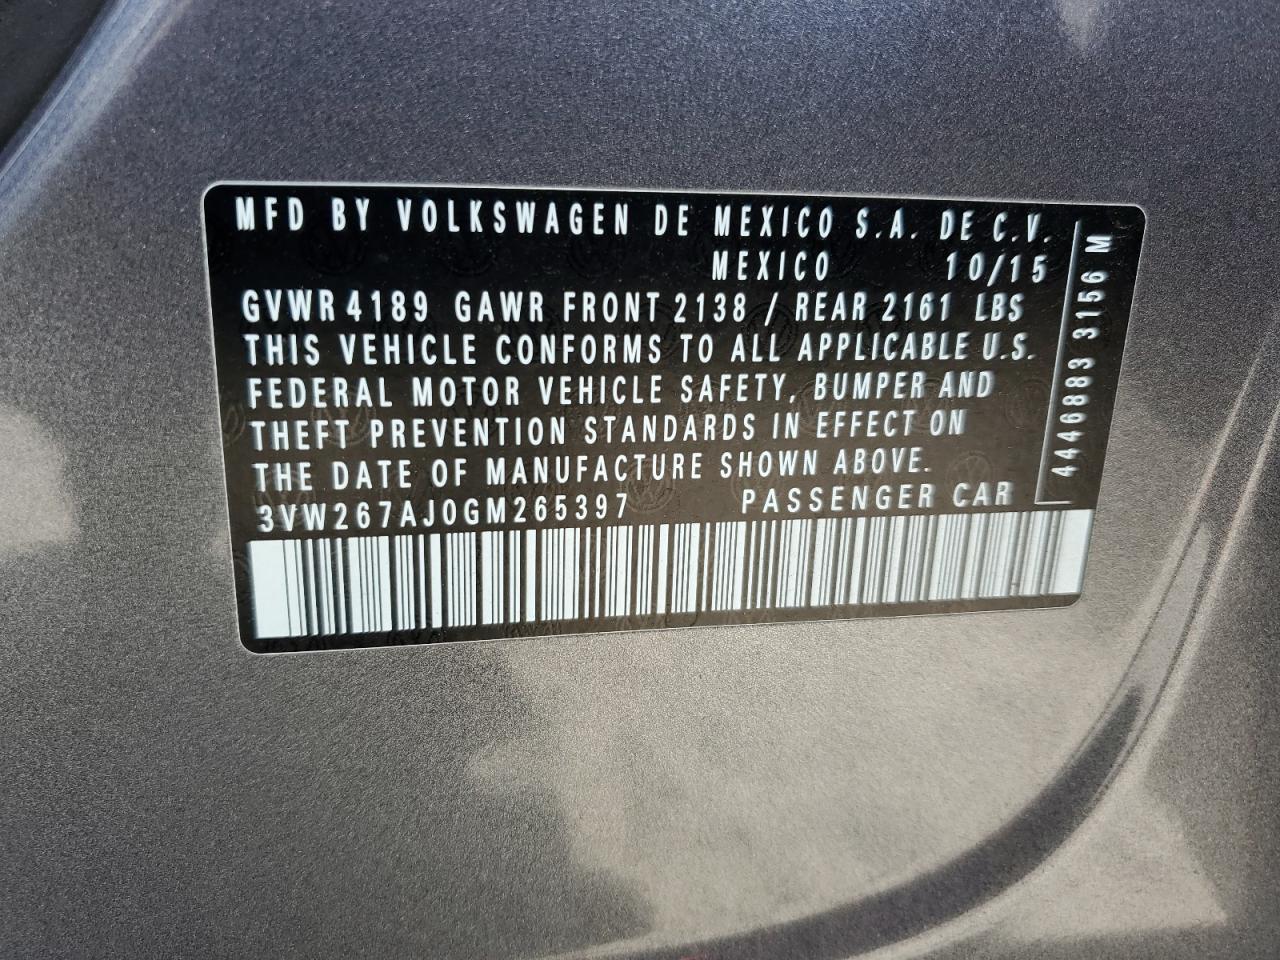 MFD BY VOLKSWAGEN DE MEXICO S.A. DE C.V.
MEXICO 10/15
GVWR 4189 GAWR FRONT 2138 / REAR 2161 LBS
THIS VEHICLE CONFORMS TO ALL APPLICABLE U.S.
FEDERAL MOTOR VEHICLE SAFETY, BUMPER AND
THEFT PREVENTION STANDARDS IN EFFECT ON
THE DATE OF MANUFACTURE SHOWN ABOVE.
3VW267AJ0GM265397 PASSENGER CAR
4446883 3156 M